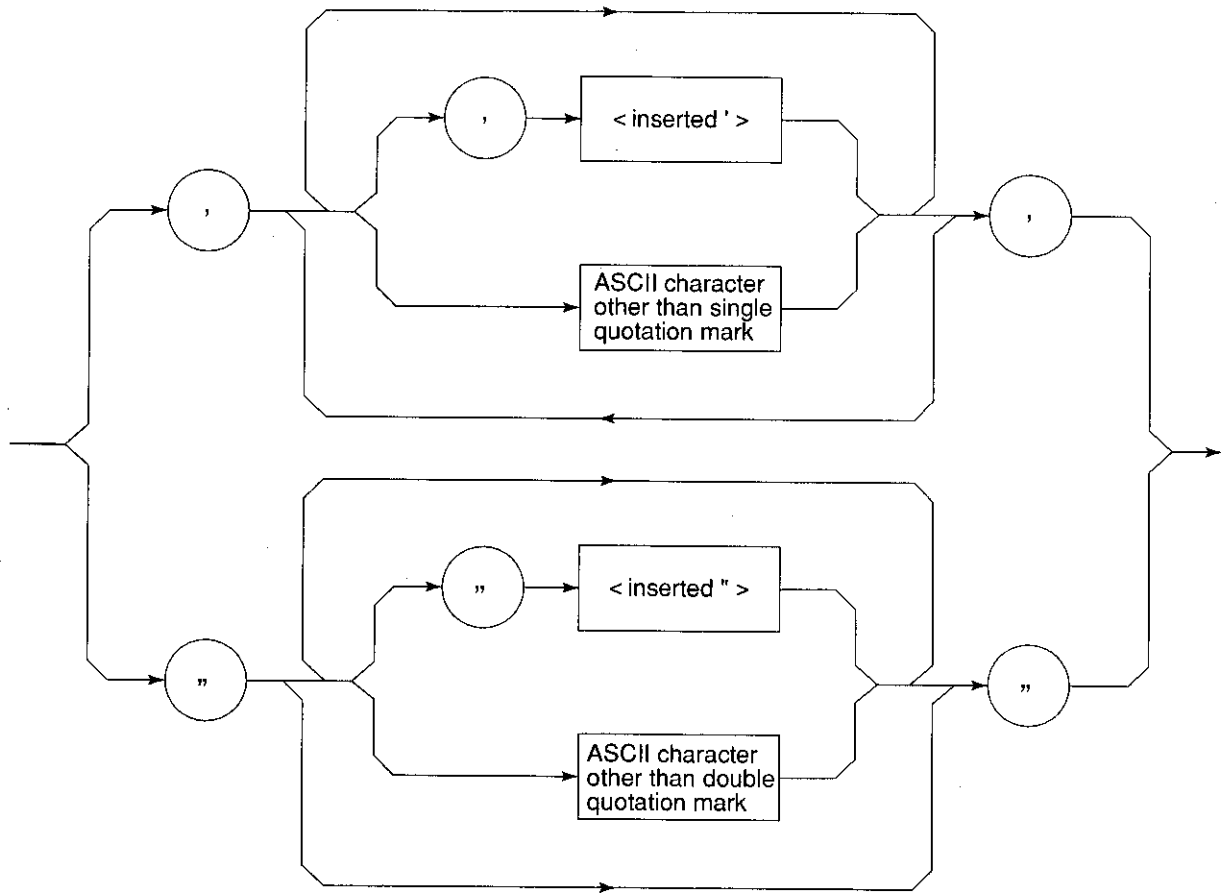 ,
< inserted ' >
,
,
ASCII character
other than single
quotation mark
"
< inserted " >
"
"
ASCII character
other than double
quotation mark